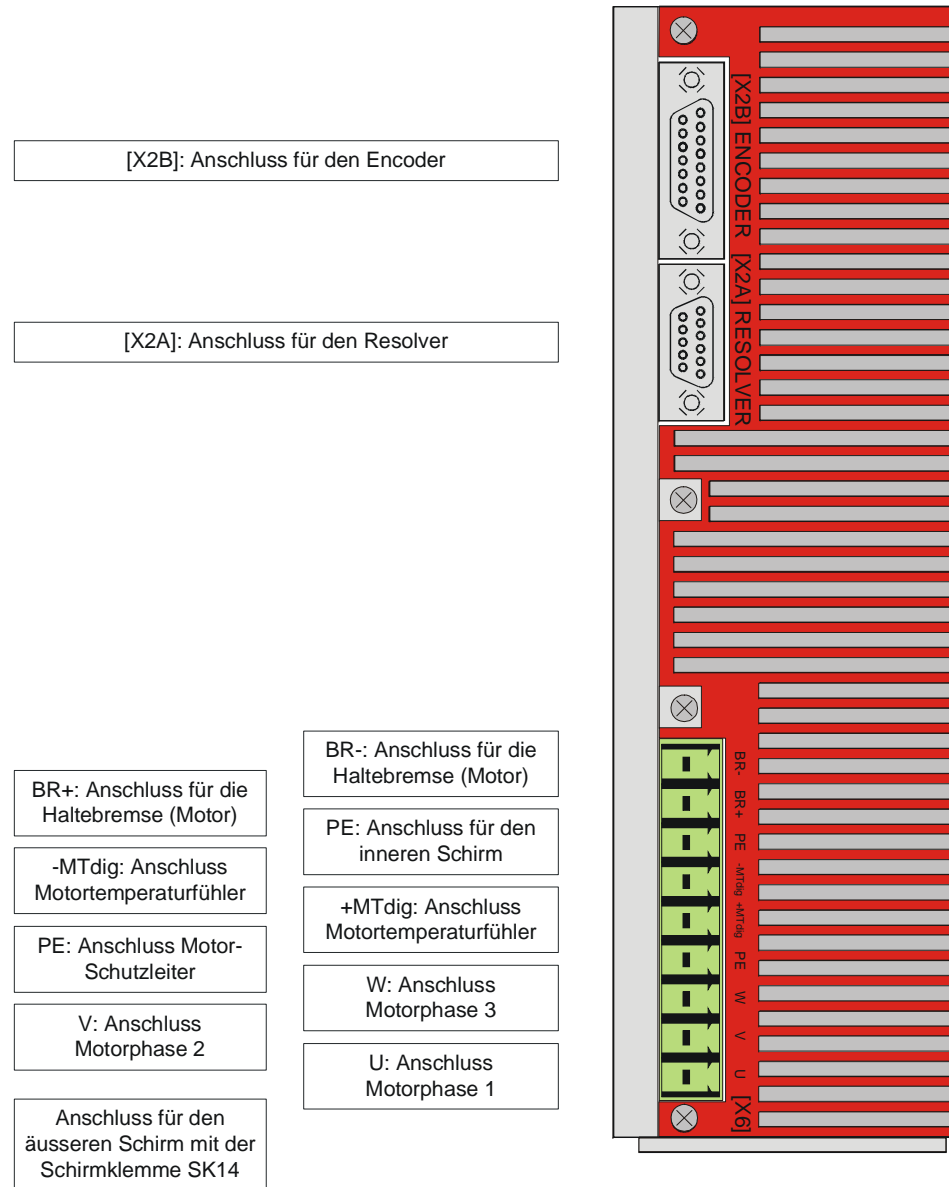 [X2B]: Anschluss für den Encoder
[X2A]: Anschluss für den Resolver
BR-: Anschluss für die
Haltebremse (Motor)
BR+: Anschluss für die
Haltebremse (Motor)
PE: Anschluss für den
inneren Schirm
-MTdig: Anschluss
Motortemperaturfühler
+MTdig: Anschluss
Motortemperaturfühler
PE: Anschluss Motor-
Schutzleiter
W: Anschluss
Motorphase 3
V: Anschluss
Motorphase 2
U: Anschluss
Motorphase 1
Anschluss für den
äusseren Schirm mit der
Schirmklemme SK14
[X2B] ENCODER
[X2A] RESOLVER
BR-
BR+
PE
-MTdig
+MTdig
PE
W
V
U
[X6]